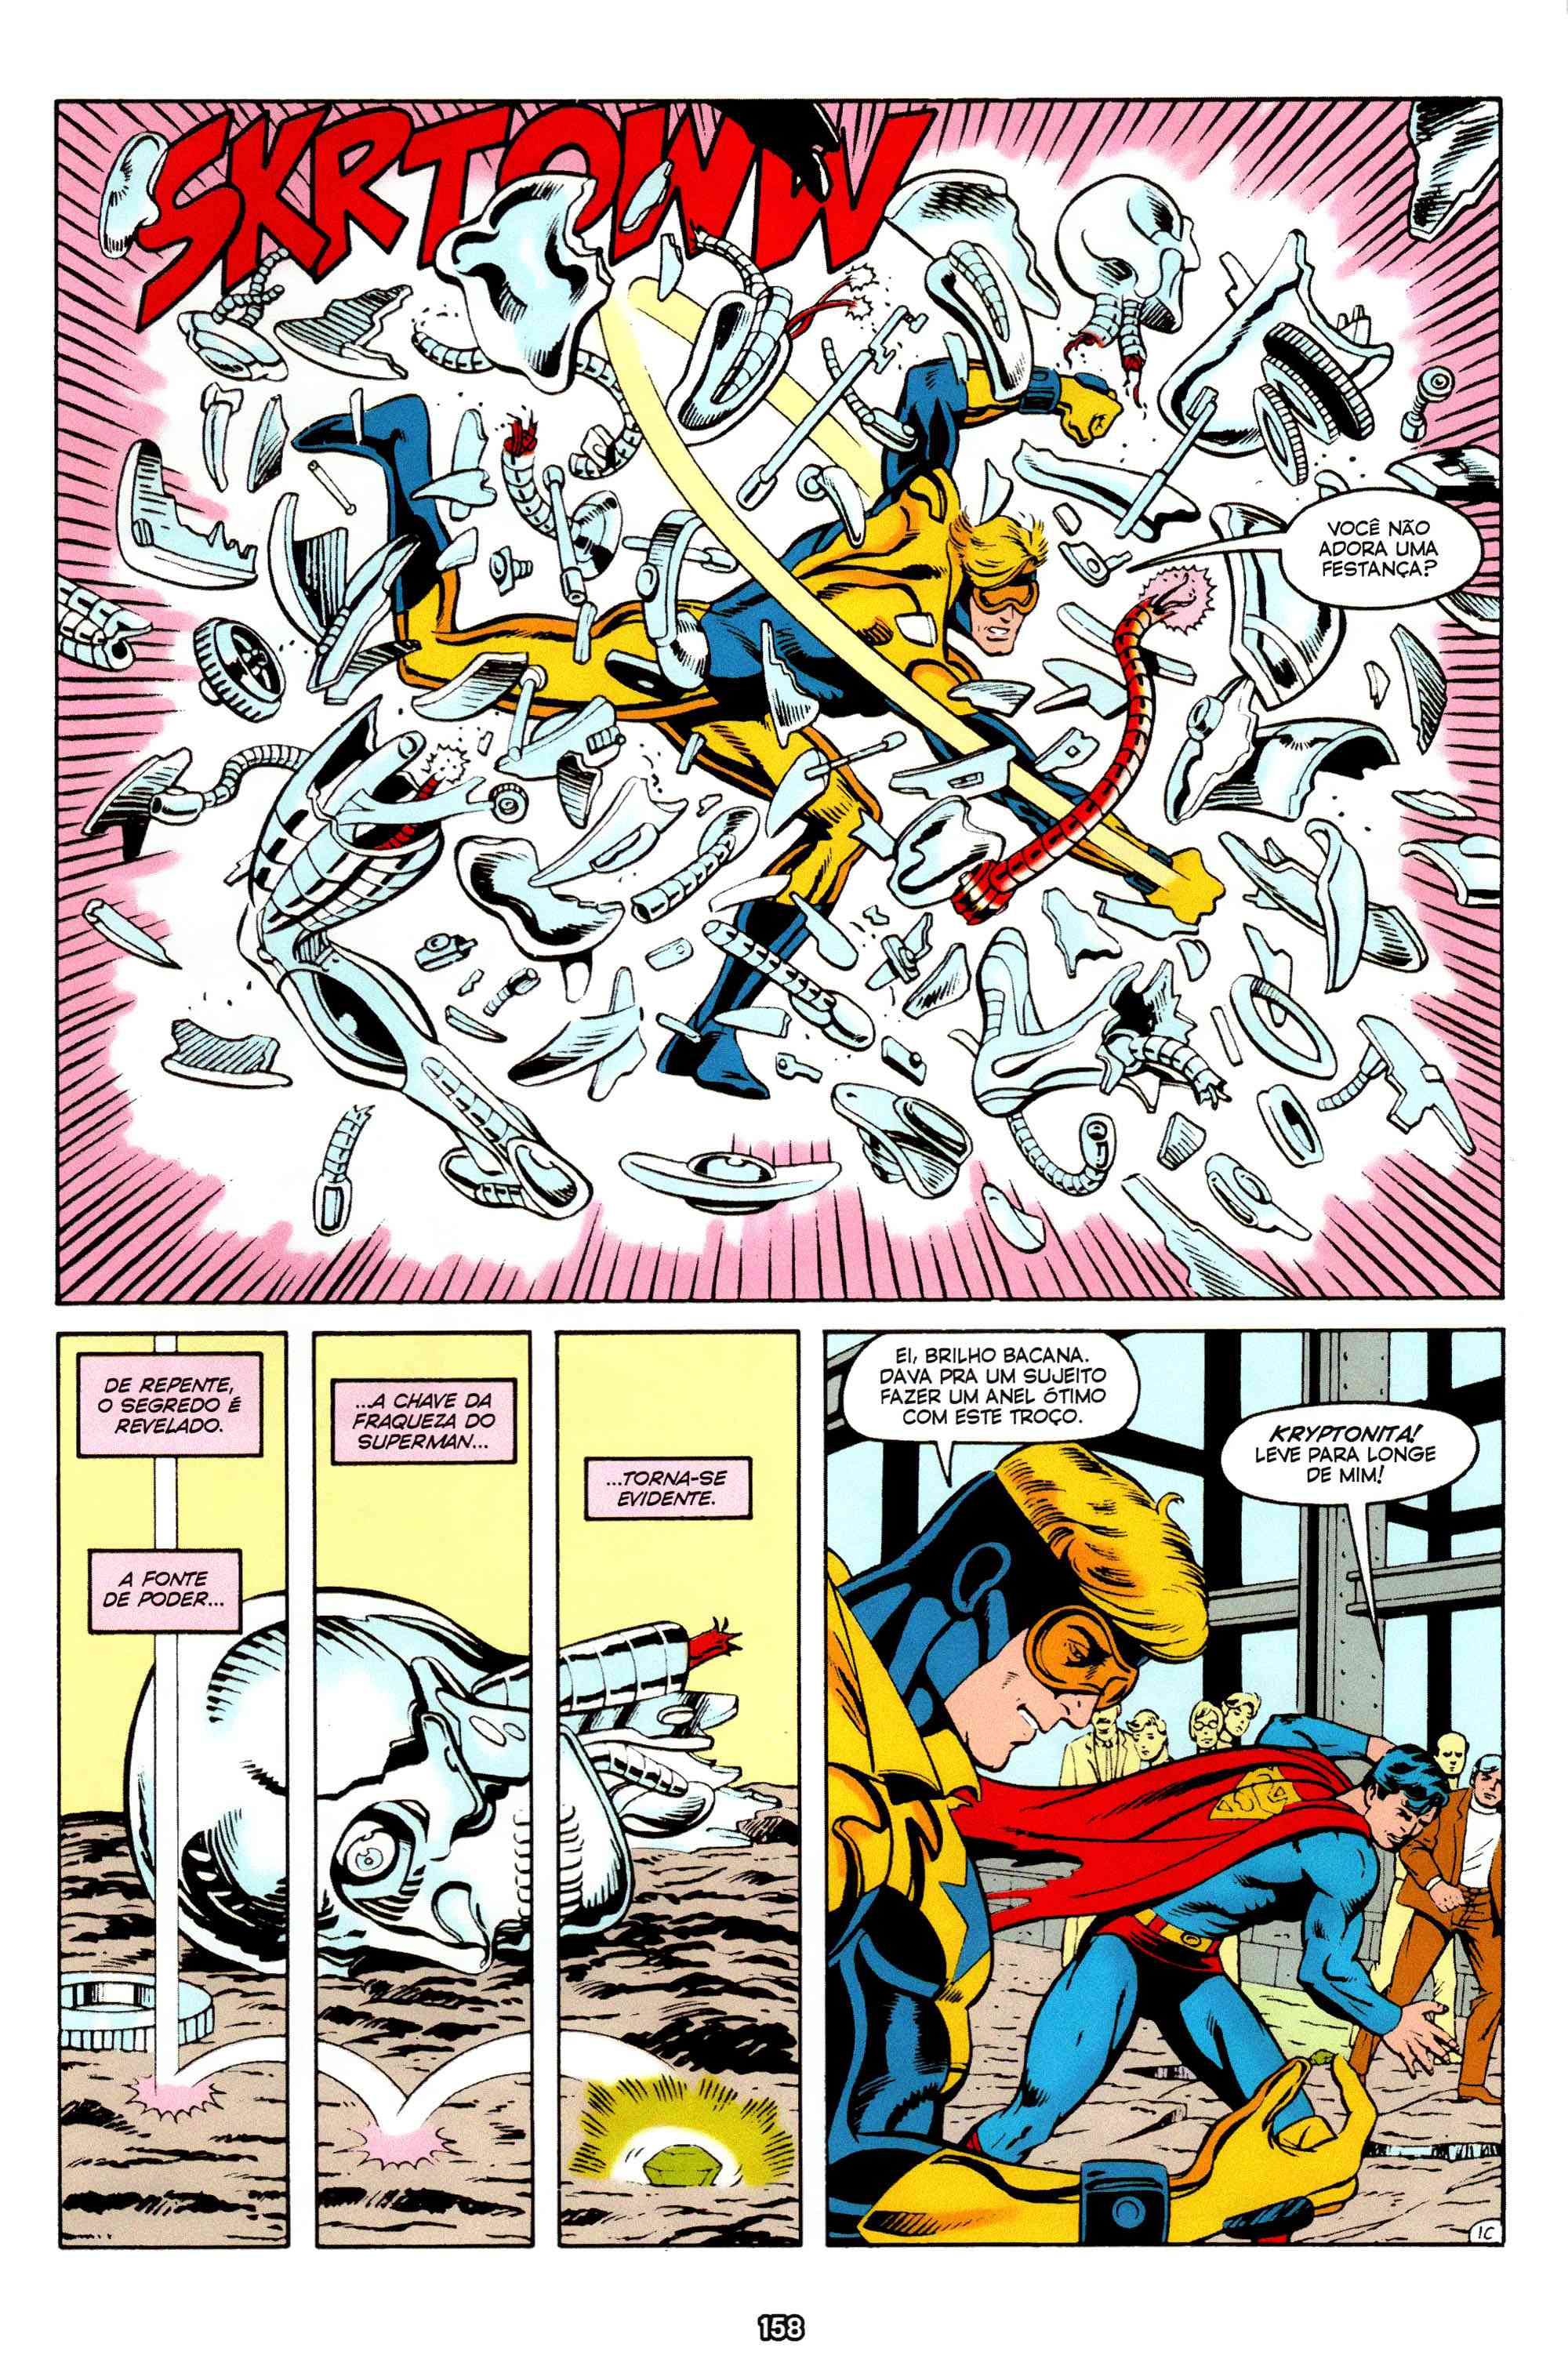 SKRTOWW
VOCÊ NÃO
ADORA UMA
FESTANÇA?
DE REPENTE,
O SEGREDO É
REVELADO.
A FONTE
DE PODER...
...A CHAVE DA
FRAQUEZA DO
SUPERMAN...
...TORNA-SE
EVIDENTE.
EI, BRILHO BACANA.
DAVA PRA UM SUJEITO
FAZER UM ANEL ÓTIMO
COM ESTE TROÇO.
KRYPTONITA!
LEVE PARA LONGE
DE MIM!
158